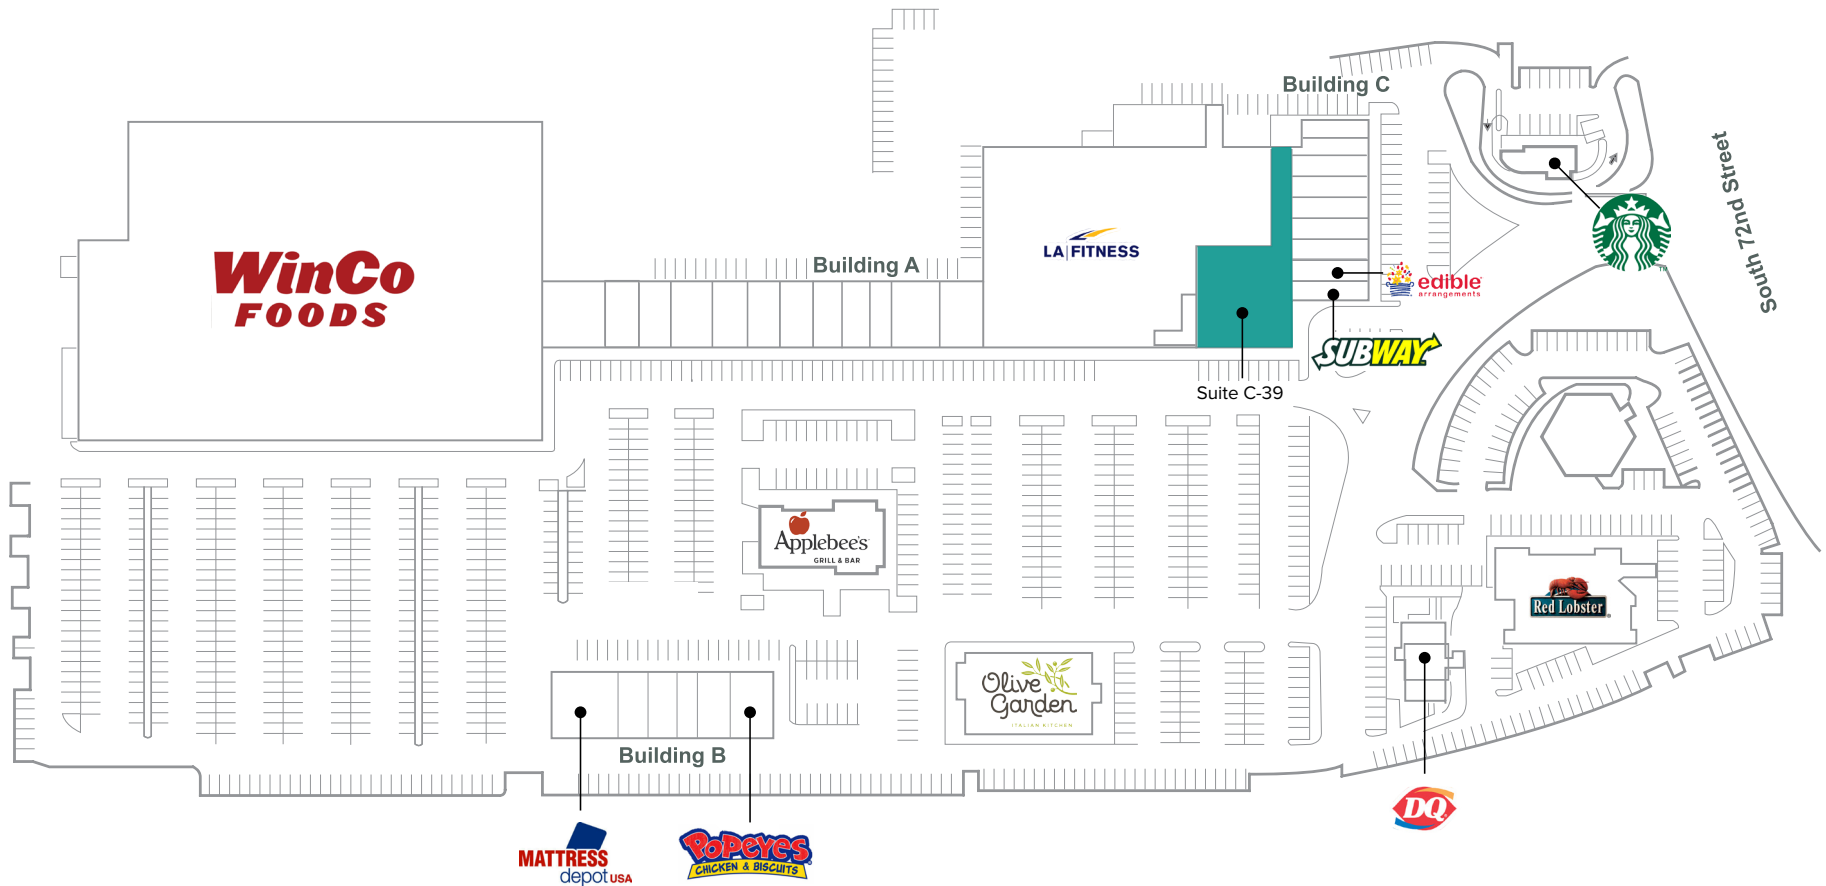 Building C
South 72nd Street
TM
WinCo
FOODS
Building A
LA FITNESS
edible
arrangements
SUBWAY
Suite C-39
Applebee's
GRILL & BAR
Red Lobster
Olive
Garden
ITALIAN KITCHEN
Building B
DQ
MATTRESS
depot USA
POPEYES
CHICKEN & BISCUITS